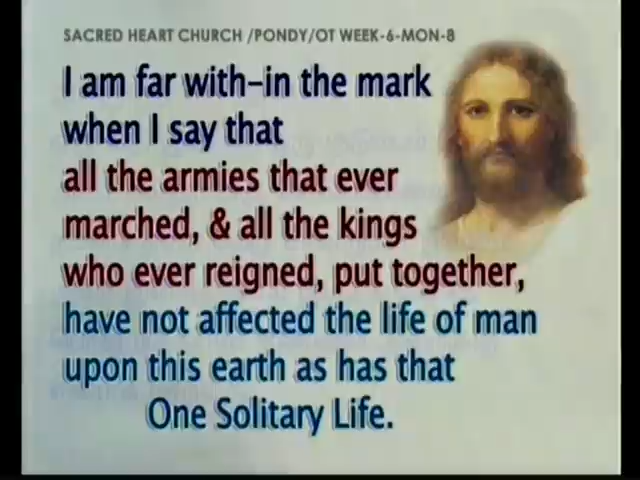 SACRED HEART CHURCH /PONDY/OT WEEK-6-MON-8
I am far with-in the mark
when I say that
all the armies that ever
marched, & all the kings
who ever reigned, put together,
have not affected the life of man
upon this earth as has that
One Solitary Life.